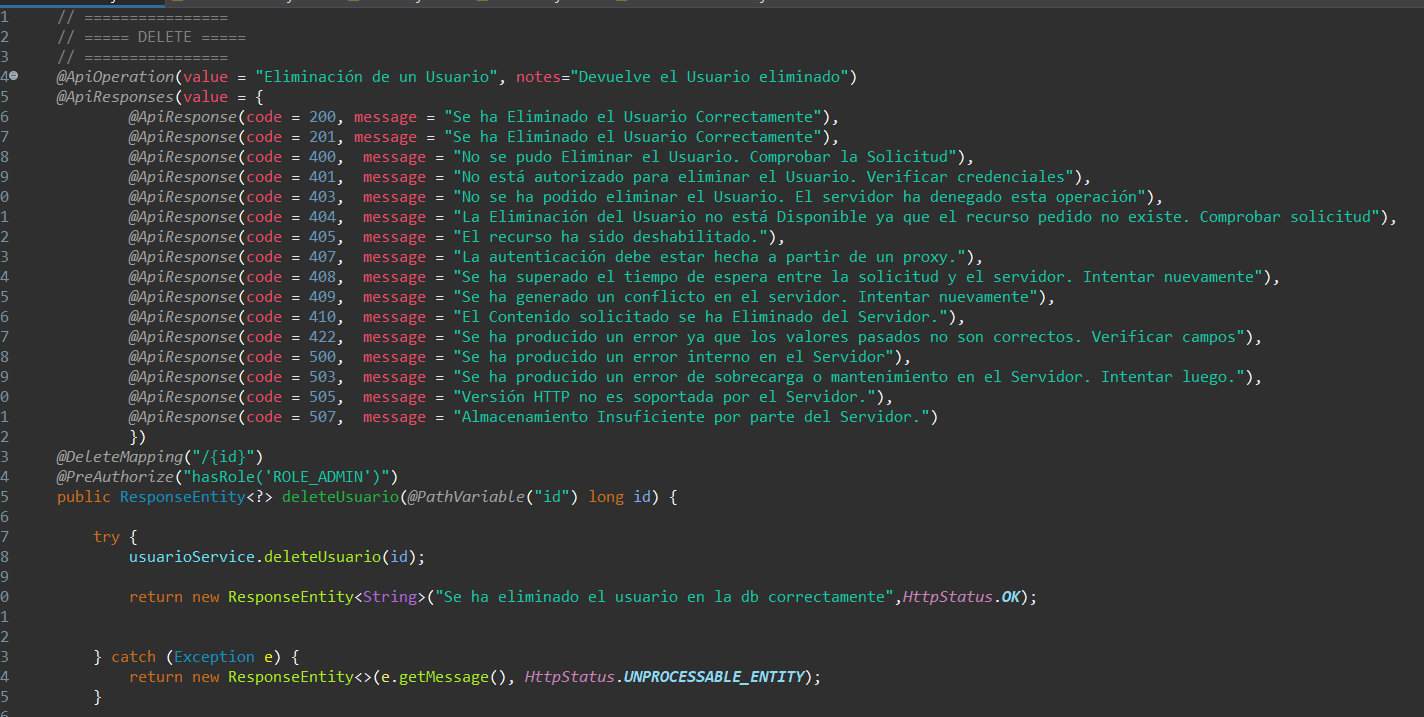 1 // ================
2 // ===== DELETE =====
3 // ================
4 @ApiOperation(value = "Eliminación de un Usuario", notes="Devuelve el Usuario eliminado")
5 @ApiResponses(value = {
6 @ApiResponse(code = 200, message = "Se ha Eliminado el Usuario Correctamente"),
7 @ApiResponse(code = 201, message = "Se ha Eliminado el Usuario Correctamente"),
8 @ApiResponse(code = 400,  message = "No se pudo Eliminar el Usuario. Comprobar la Solicitud"),
9 @ApiResponse(code = 401,  message = "No está autorizado para eliminar el Usuario. Verificar credenciales"),
0 @ApiResponse(code = 403,  message = "No se ha podido eliminar el Usuario. El servidor ha denegado esta operación"),
1 @ApiResponse(code = 404,  message = "La Eliminación del Usuario no está Disponible ya que el recurso pedido no existe. Comprobar solicitud"),
2 @ApiResponse(code = 405,  message = "El recurso ha sido deshabilitado."),
3 @ApiResponse(code = 407,  message = "La autenticación debe estar hecha a partir de un proxy."),
4 @ApiResponse(code = 408,  message = "Se ha superado el tiempo de espera entre la solicitud y el servidor. Intentar nuevamente"),
5 @ApiResponse(code = 409,  message = "Se ha generado un conflicto en el servidor. Intentar nuevamente"),
6 @ApiResponse(code = 410,  message = "El Contenido solicitado se ha Eliminado del Servidor."),
7 @ApiResponse(code = 422,  message = "Se ha producido un error ya que los valores pasados no son correctos. Verificar campos"),
8 @ApiResponse(code = 500,  message = "Se ha producido un error interno en el Servidor"),
9 @ApiResponse(code = 503,  message = "Se ha producido un error de sobrecarga o mantenimiento en el Servidor. Intentar luego."),
0 @ApiResponse(code = 505,  message = "Versión HTTP no es soportada por el Servidor."),
1 @ApiResponse(code = 507,  message = "Almacenamiento Insuficiente por parte del Servidor.")
2 })
3 @DeleteMapping("/{id}")
4 @PreAuthorize("hasRole('ROLE_ADMIN')")
5 public ResponseEntity<?> deleteUsuario(@PathVariable("id") long id) {
6
7 try {
8 usuarioService.deleteUsuario(id);
9
0 return new ResponseEntity<String>("Se ha eliminado el usuario en la db correctamente",HttpStatus.OK);
1
2
3 } catch (Exception e) {
4 return new ResponseEntity<>(e.getMessage(), HttpStatus.UNPROCESSABLE_ENTITY);
5 }